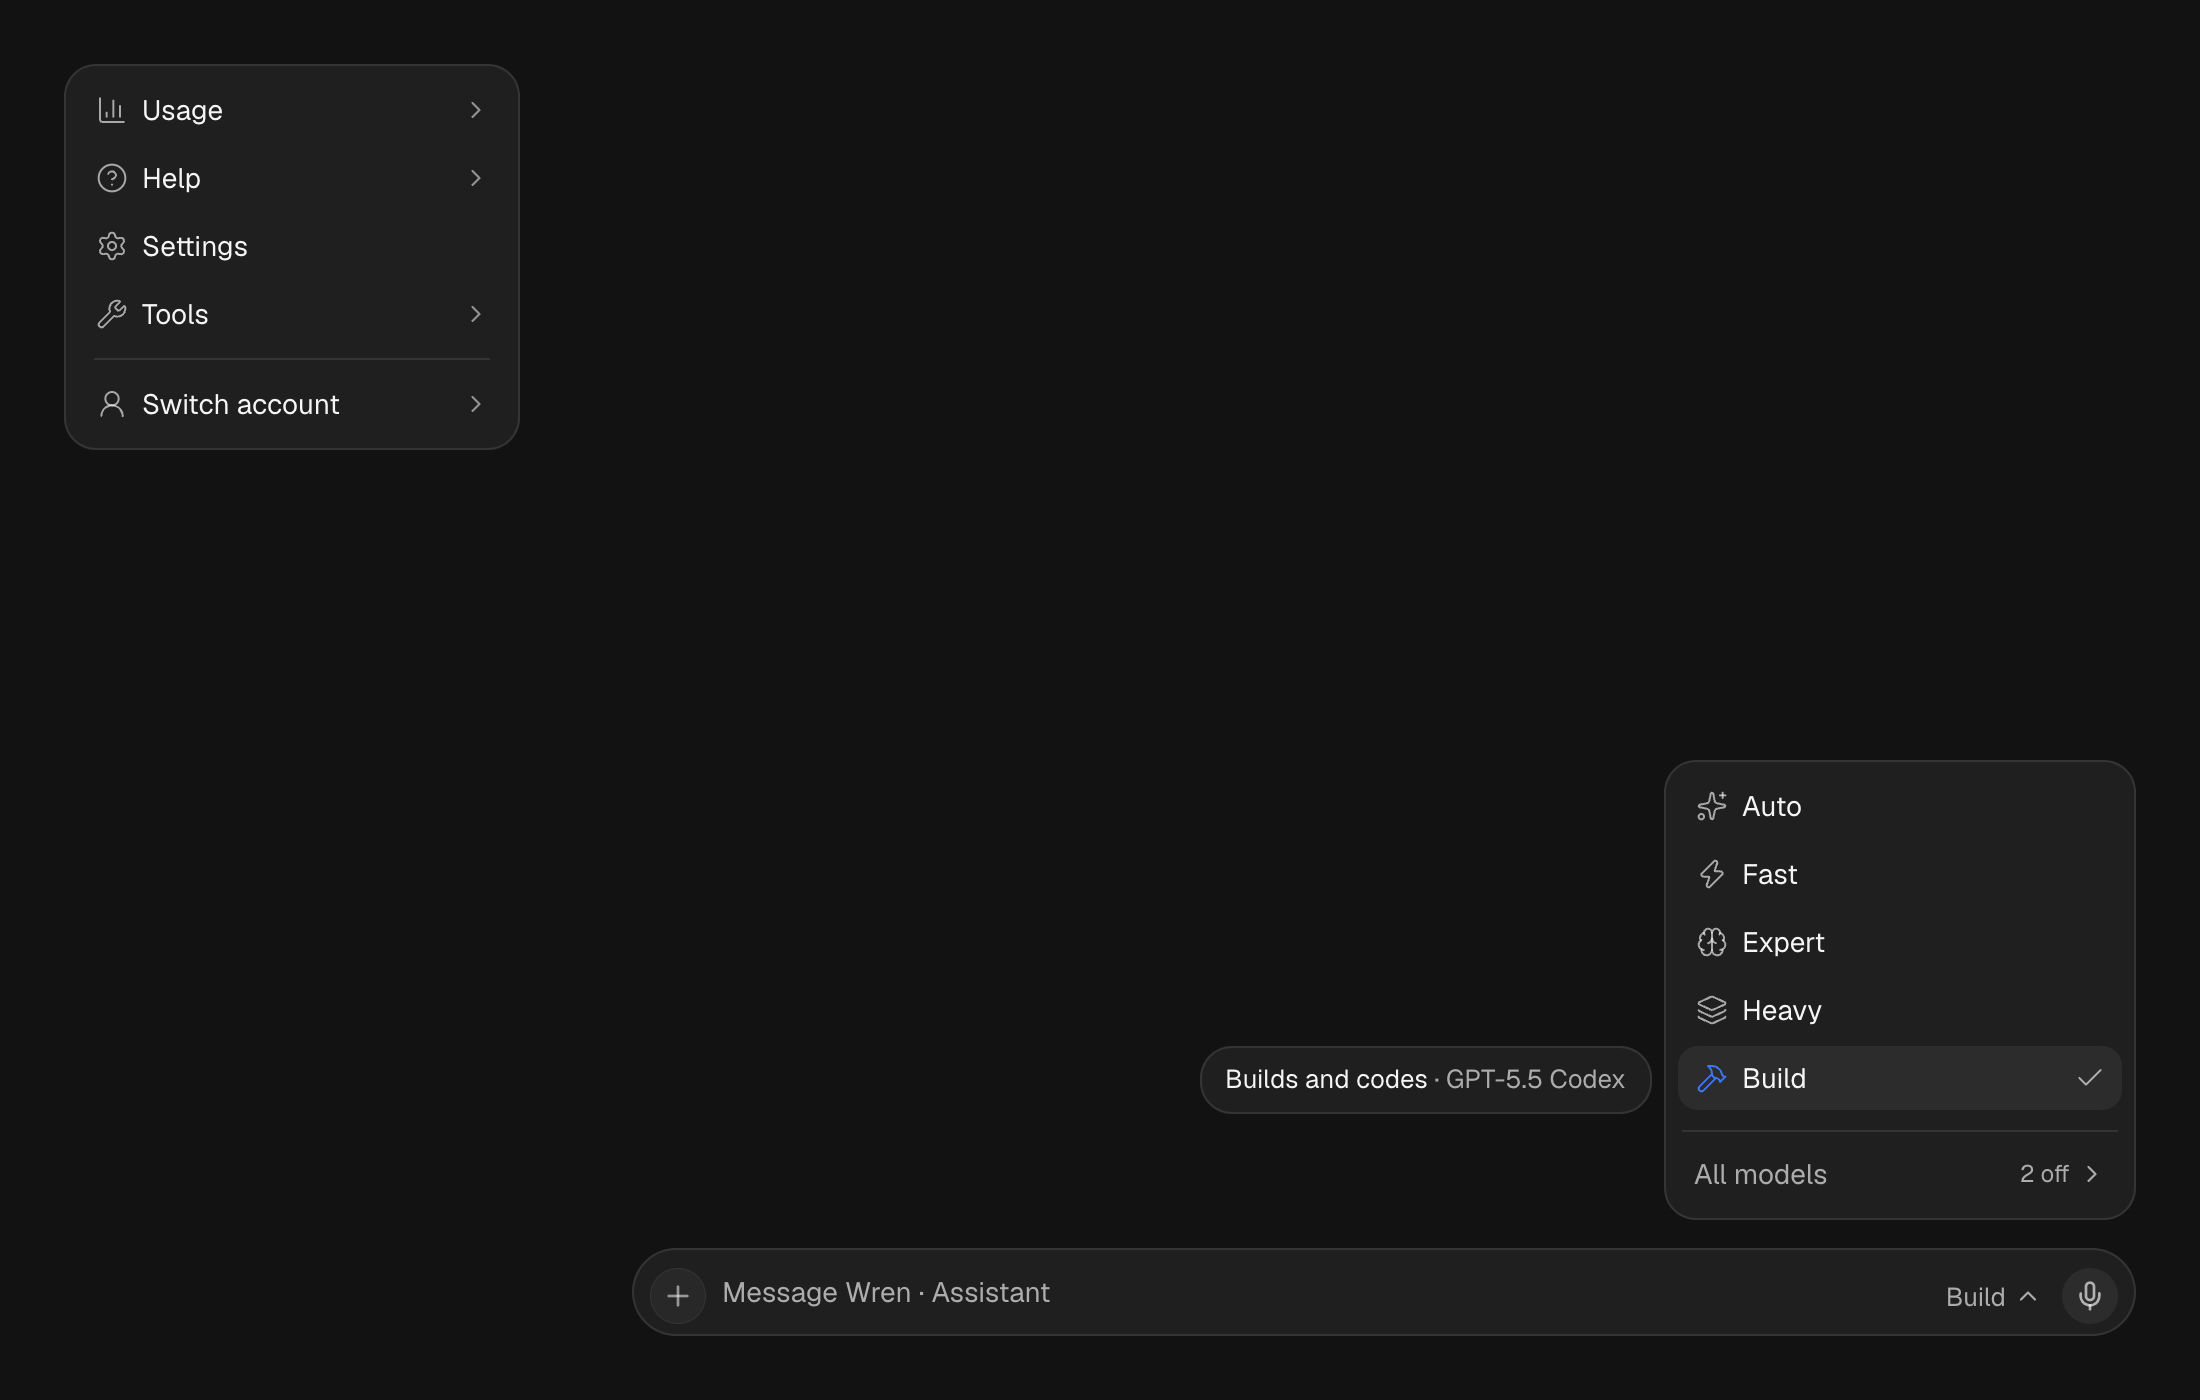 Usage
Help
Settings
Tools
Switch account
Auto
Fast
Expert
Heavy
Builds and codes · GPT-5.5 Codex
Build
All models 2 off
Message Wren · Assistant
Build